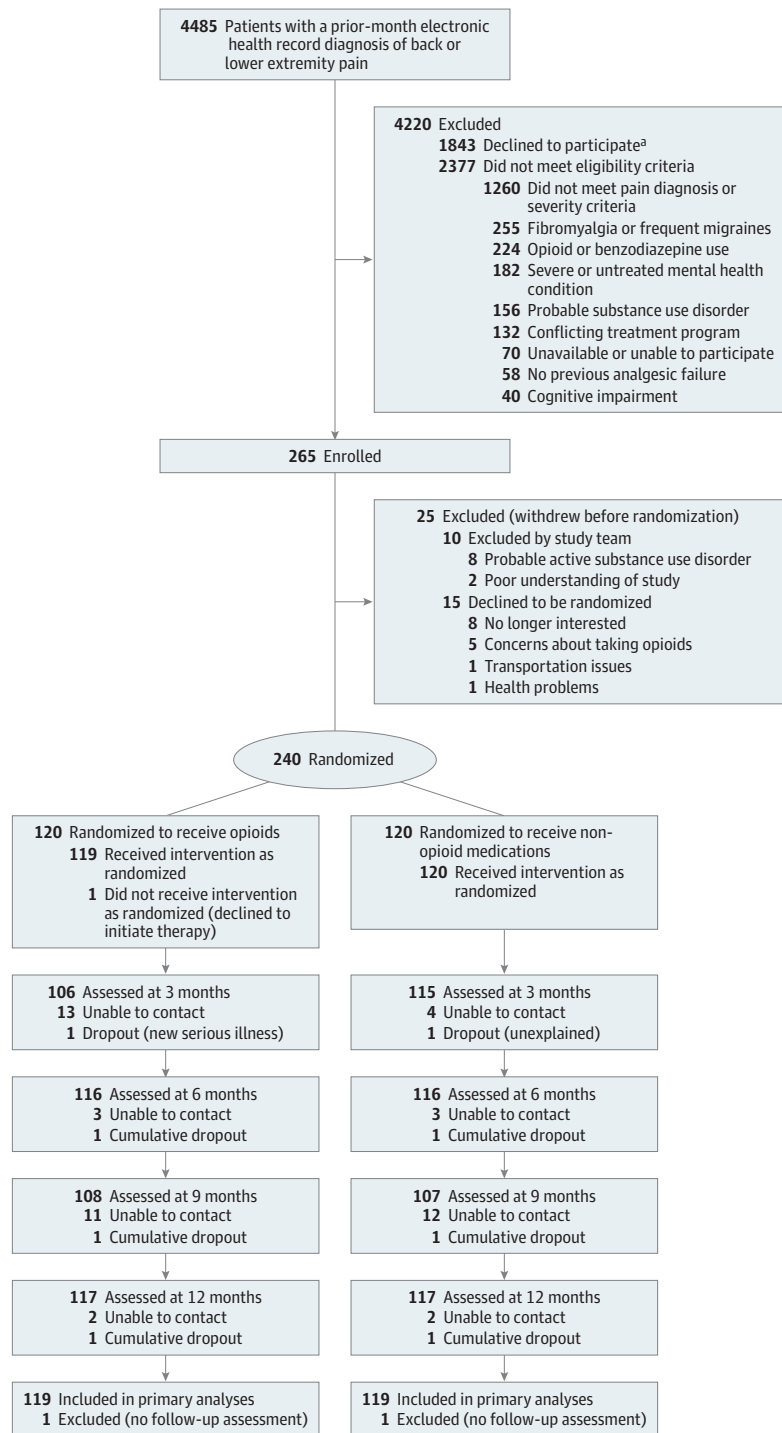 4485 Patients with a prior-month electronic
health record diagnosis of back or
lower extremity pain
4220 Excluded
1843 Declined to participateª
2377 Did not meet eligibility criteria
1260 Did not meet pain diagnosis or
severity criteria
255 Fibromyalgia or frequent migraines
224 Opioid or benzodiazepine use
182 Severe or untreated mental health
condition
156 Probable substance use disorder
132 Conflicting treatment program
70 Unavailable or unable to participate
58 No previous analgesic failure
40 Cognitive impairment
265 Enrolled
25 Excluded (withdrew before randomization)
10 Excluded by study team
8 Probable active substance use disorder
2 Poor understanding of study
15 Declined to be randomized
8 No longer interested
5 Concerns about taking opioids
1 Transportation issues
1 Health problems
240 Randomized
120 Randomized to receive opioids
119 Received intervention as
randomized
1 Did not receive intervention
as randomized (declined to
initiate therapy)
120 Randomized to receive non-
opioid medications
120 Received intervention as
randomized
106 Assessed at 3 months
13 Unable to contact
1 Dropout (new serious illness)
115 Assessed at 3 months
4 Unable to contact
1 Dropout (unexplained)
116 Assessed at 6 months
3 Unable to contact
1 Cumulative dropout
116 Assessed at 6 months
3 Unable to contact
1 Cumulative dropout
108 Assessed at 9 months
11 Unable to contact
1 Cumulative dropout
107 Assessed at 9 months
12 Unable to contact
1 Cumulative dropout
117 Assessed at 12 months
2 Unable to contact
1 Cumulative dropout
117 Assessed at 12 months
2 Unable to contact
1 Cumulative dropout
119 Included in primary analyses
1 Excluded (no follow-up assessment)
119 Included in primary analyses
1 Excluded (no follow-up assessment)